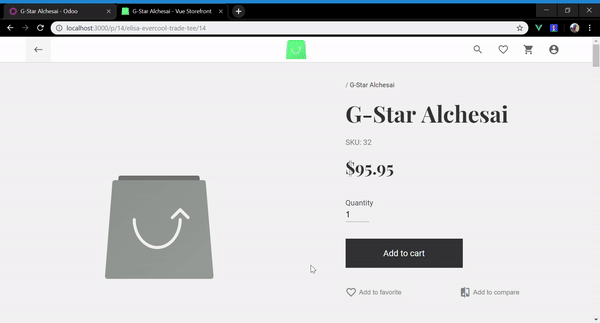 G-Star Alchesai - Odoo
G-Star Alchesai - Vue Storefront
localhost:3000/p/14/elisa-evercool-trade-tee/14
/ G-Star Alchesai
G-Star Alchesai
SKU: 32
$95.95
Quantity
1
Add to cart
Add to favorite
Add to compare